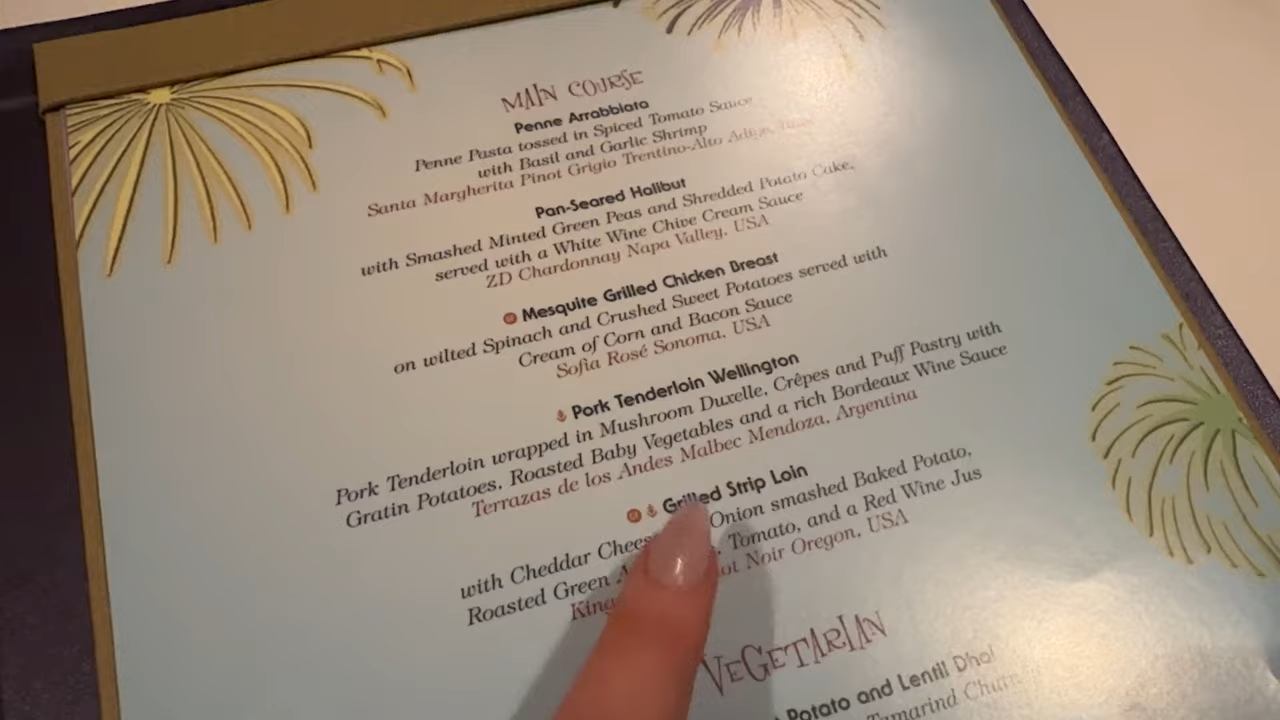 MAIN COURSE
Penne Arrabbiata
Penne Pasta tossed in Spiced Tomato Sauce
with Basil and Garlic Shrimp
Santa Margherita Pinot Grigio Trentino-Alto Adige, Italy
Pan-Seared Halibut
with Smashed Minted Green Peas and Shredded Potato Cake,
served with a White Wine Chive Cream Sauce
ZD Chardonnay Napa Valley, USA
Mesquite Grilled Chicken Breast
on wilted Spinach and Crushed Sweet Potatoes served with
Cream of Corn and Bacon Sauce
Sofia Rosé Sonoma, USA
Pork Tenderloin Wellington
Pork Tenderloin wrapped in Mushroom Duxelle, Crêpes and Puff Pastry with
Gratin Potatoes, Roasted Baby Vegetables and a rich Bordeaux Wine Sauce
Terrazas de los Andes Malbec Mendoza, Argentina
Grilled Strip Loin
with Cheddar Onion smashed Baked Potato,
Roasted Green Tomato, and a Red Wine Jus
Noir Oregon, USA
VEGETARIAN
Potato and Lentil Dhal
Tamarind